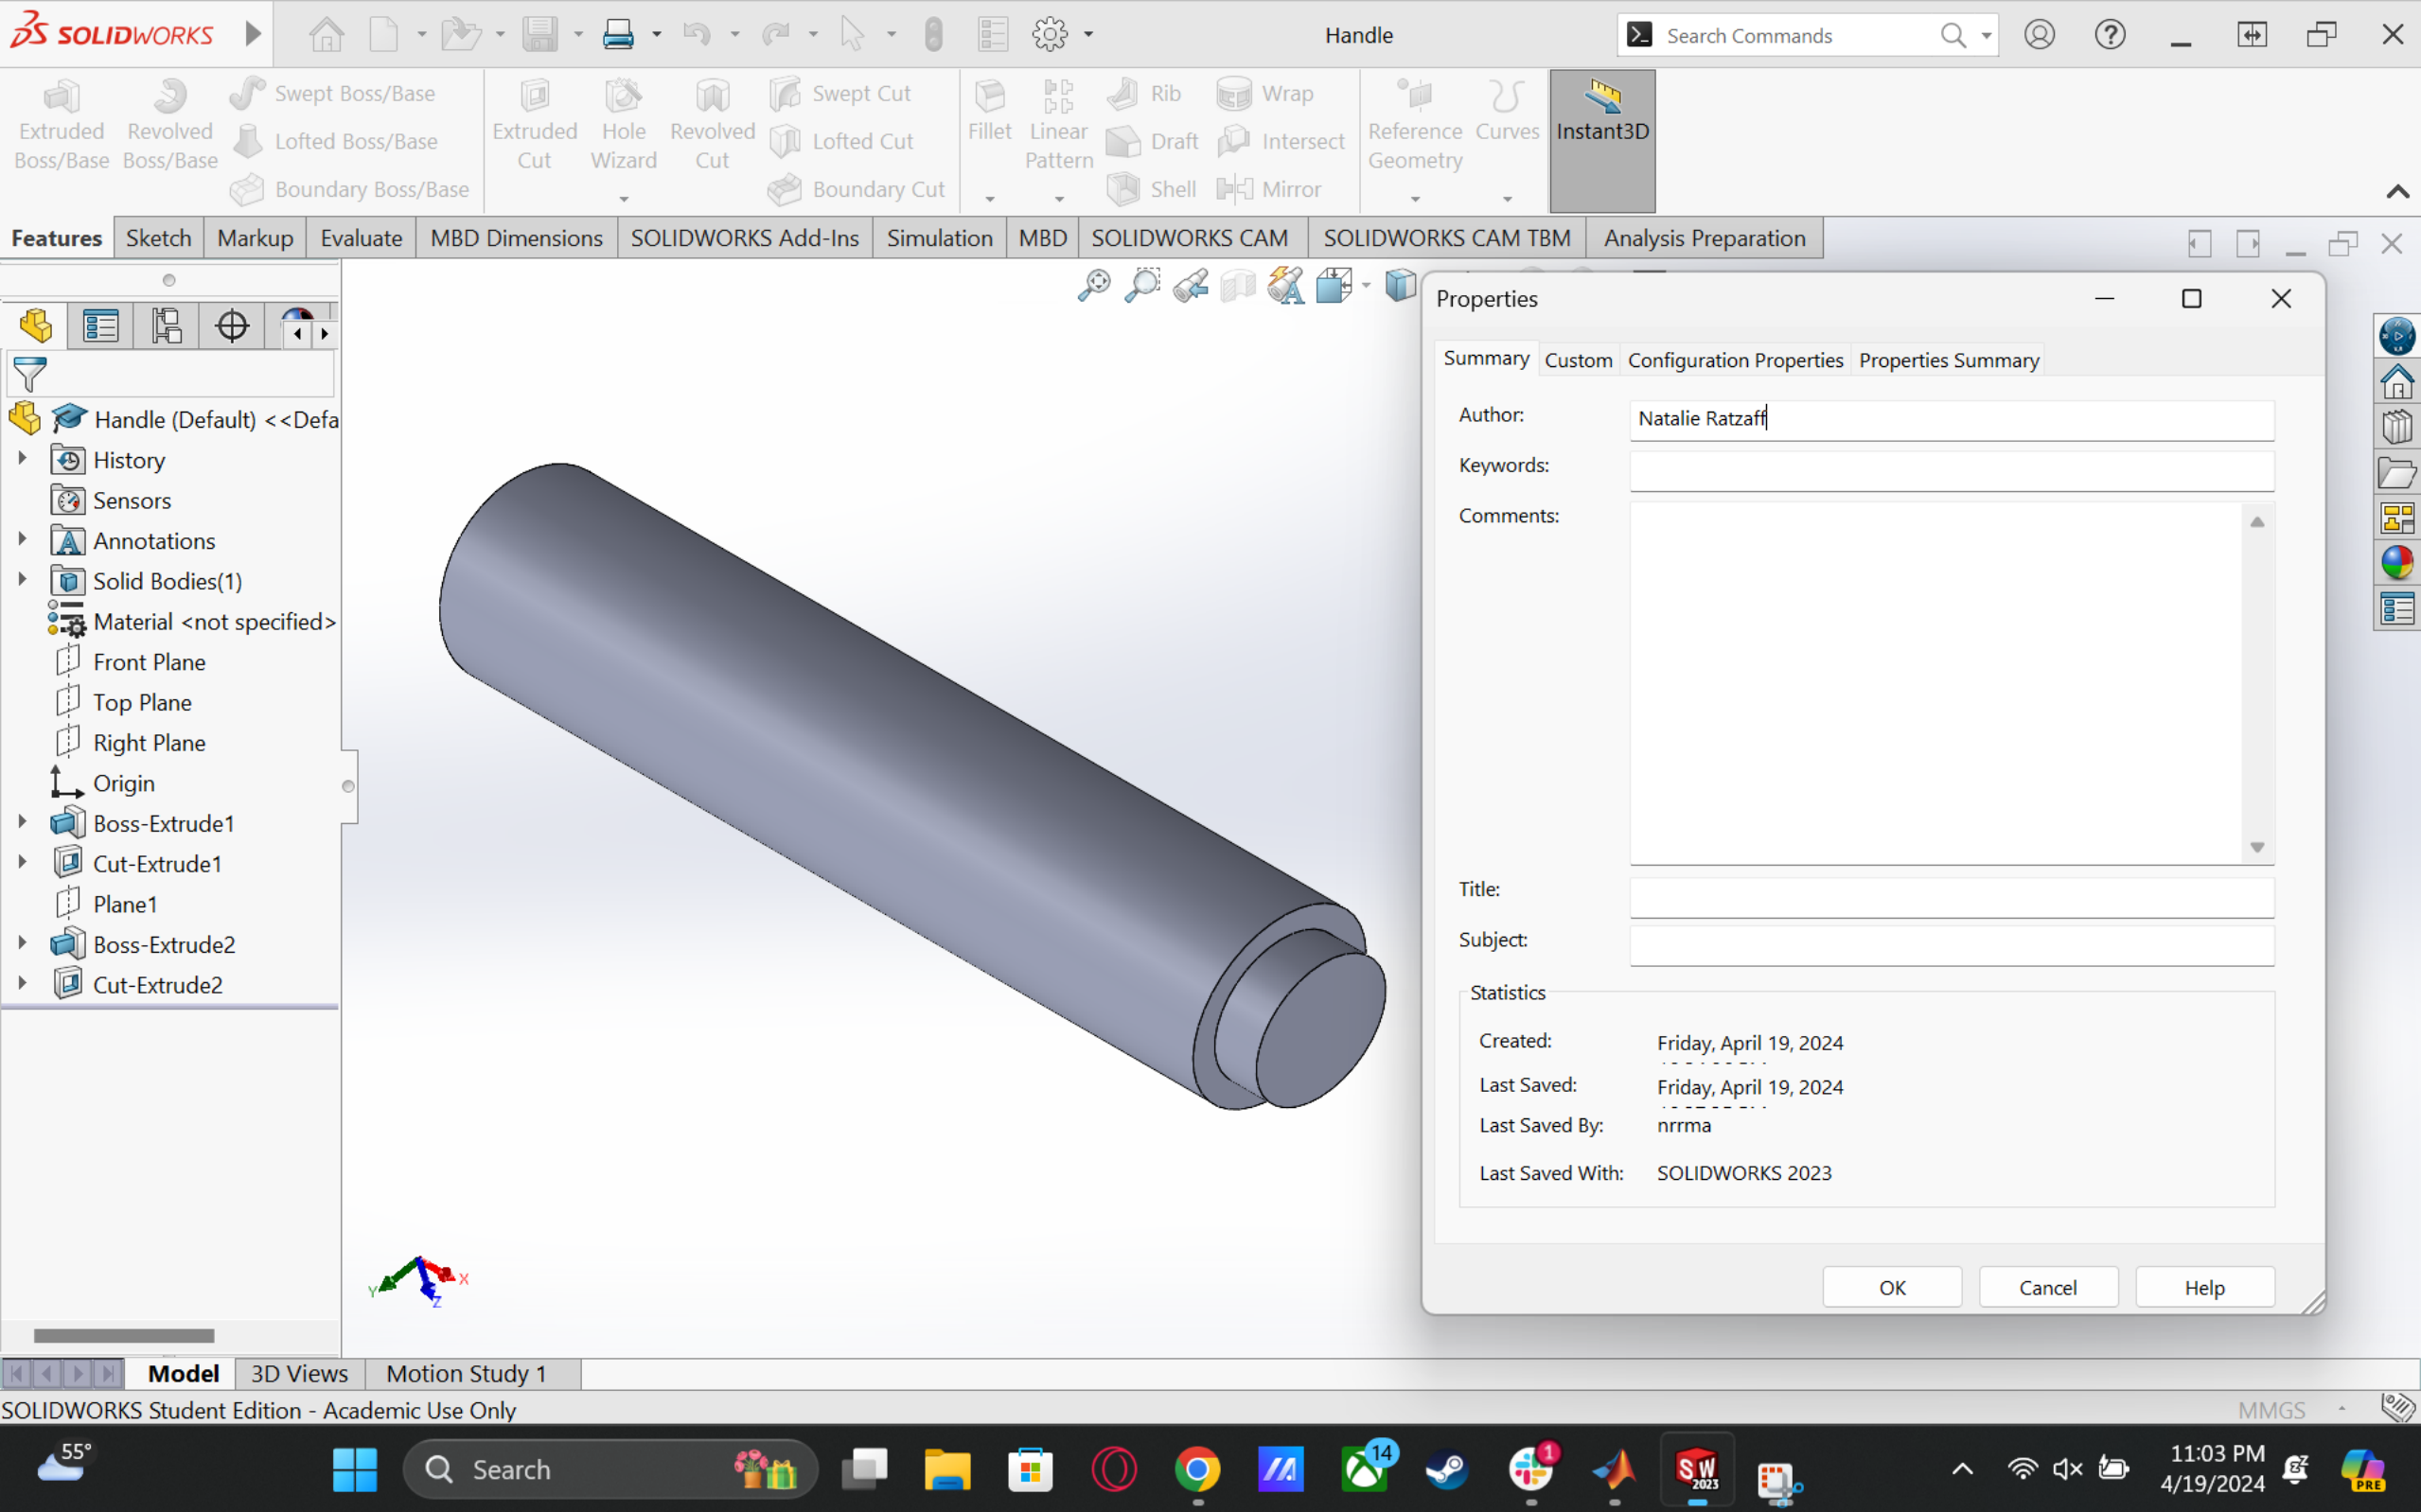 SOLIDWORKS
Handle
Search Commands
Extruded Boss/Base
Revolved Boss/Base
Swept Boss/Base
Lofted Boss/Base
Boundary Boss/Base
Extruded Cut
Hole Wizard
Revolved Cut
Swept Cut
Lofted Cut
Boundary Cut
Fillet
Linear Pattern
Rib
Draft
Shell
Wrap
Intersect
Mirror
Reference Geometry
Curves
Instant3D
Features
Sketch
Markup
Evaluate
MBD Dimensions
SOLIDWORKS Add-Ins
Simulation
MBD
SOLIDWORKS CAM
SOLIDWORKS CAM TBM
Analysis Preparation
Handle (Default) <<Defa
History
Sensors
Annotations
Solid Bodies(1)
Material <not specified>
Front Plane
Top Plane
Right Plane
Origin
Boss-Extrude1
Cut-Extrude1
Plane1
Boss-Extrude2
Cut-Extrude2
Y
X
Z
Properties
Summary
Custom
Configuration Properties
Properties Summary
Author: Natalie Ratzaff
Keywords:
Comments:
Title:
Subject:
Statistics
Created: Friday, April 19, 2024
Last Saved: Friday, April 19, 2024
Last Saved By: nrrma
Last Saved With: SOLIDWORKS 2023
OK
Cancel
Help
Model
3D Views
Motion Study 1
SOLIDWORKS Student Edition - Academic Use Only
MMGS
55°
Search
14
1
SW
2023
11:03 PM
4/19/2024
PRE